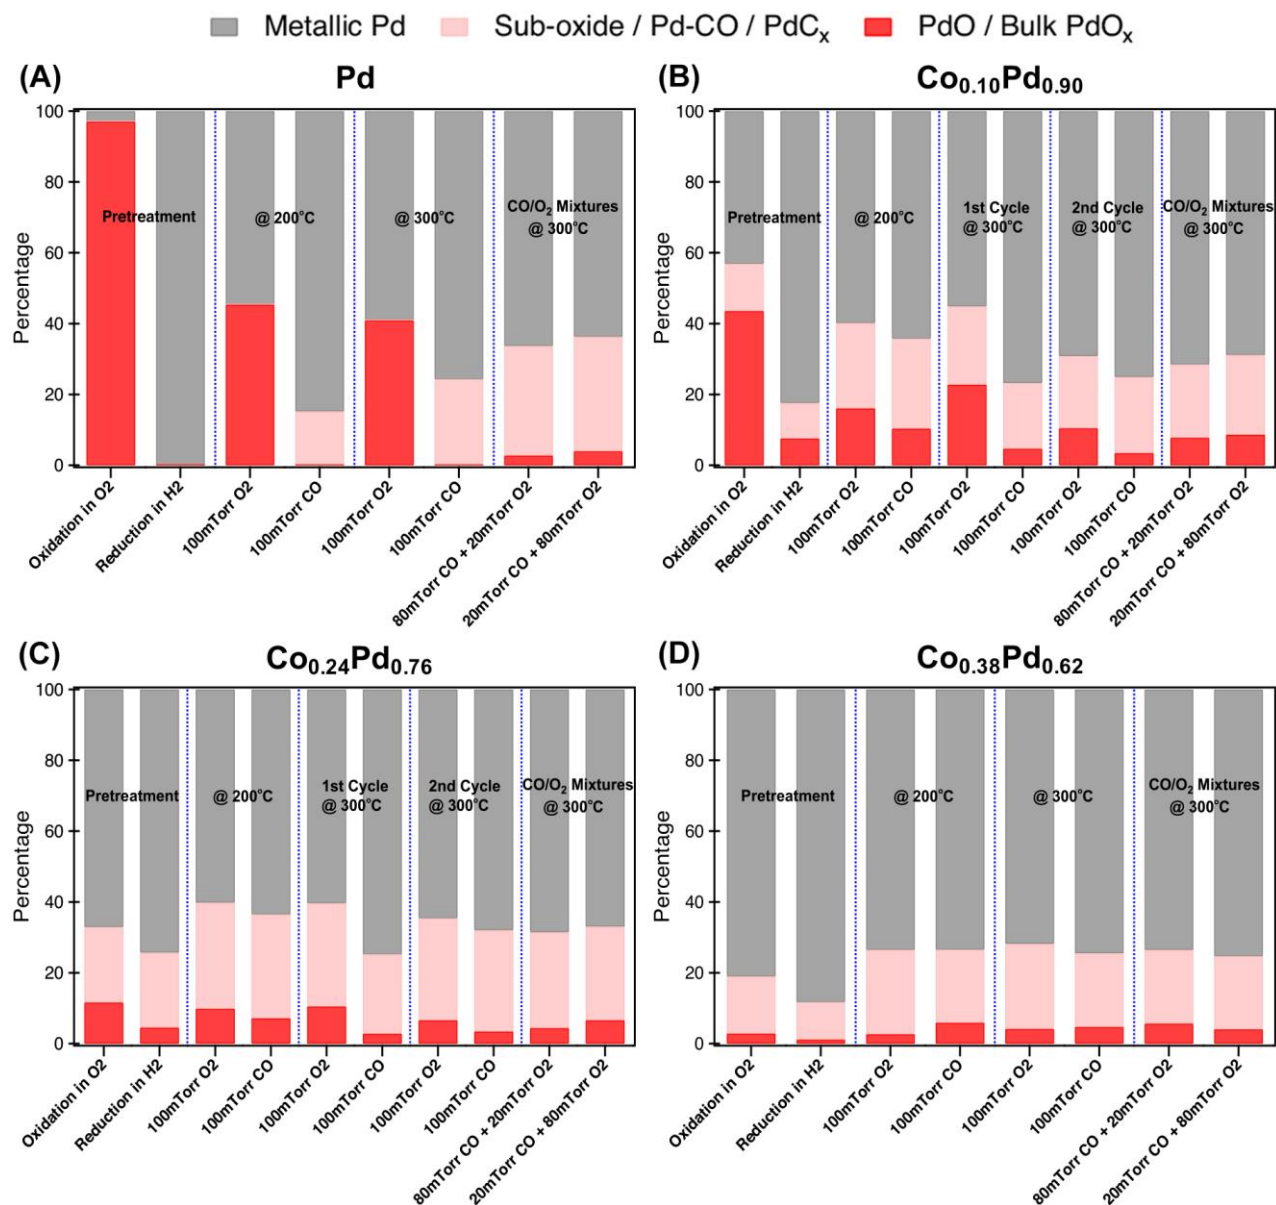 Metallic Pd Sub-oxide / Pd-CO / PdCₓ PdO / Bulk PdOₓ
(A) Pd
Percentage
100
80
60
40
20
0
Pretreatment
@ 200°C
@ 300°C
CO/O₂ Mixtures
@ 300°C
Oxidation in O2
Reduction in H2
100mTorr O2
100mTorr CO
100mTorr O2
100mTorr CO
80mTorr CO + 20mTorr O2
20mTorr CO + 80mTorr O2
(B) Co₀.₁₀Pd₀.₉₀
Percentage
100
80
60
40
20
0
Pretreatment
@ 200°C
1st Cycle
@ 300°C
2nd Cycle
@ 300°C
CO/O₂ Mixtures
@ 300°C
Oxidation in O2
Reduction in H2
100mTorr O2
100mTorr CO
100mTorr O2
100mTorr CO
100mTorr O2
100mTorr CO
80mTorr CO + 20mTorr O2
20mTorr CO + 80mTorr O2
(C) Co₀.₂₄Pd₀.₇₆
Percentage
100
80
60
40
20
0
Pretreatment
@ 200°C
1st Cycle
@ 300°C
2nd Cycle
@ 300°C
CO/O₂ Mixtures
@ 300°C
Oxidation in O2
Reduction in H2
100mTorr O2
100mTorr CO
100mTorr O2
100mTorr CO
100mTorr O2
100mTorr CO
80mTorr CO + 20mTorr O2
20mTorr CO + 80mTorr O2
(D) Co₀.₃₈Pd₀.₆₂
Percentage
100
80
60
40
20
0
Pretreatment
@ 200°C
@ 300°C
CO/O₂ Mixtures
@ 300°C
Oxidation in O2
Reduction in H2
100mTorr O2
100mTorr CO
100mTorr O2
100mTorr CO
80mTorr CO + 20mTorr O2
20mTorr CO + 80mTorr O2